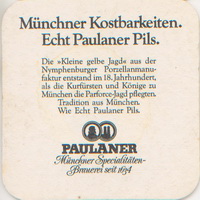 Münchner Kostbarkeiten.
Echt Paulaner Pils.
Die »Kleine gelbe Jagd« aus der
Nymphenburger Porzellanmanu-
faktur entstand im 18. Jahrhundert,
als die Kurfürsten und Könige zu
München die Parforce-Jagd pflegten.
Tradition aus München.
Wie Echt Paulaner Pils.
PAULANER
Münchner Spezialitäten-
Brauerei seit 1634